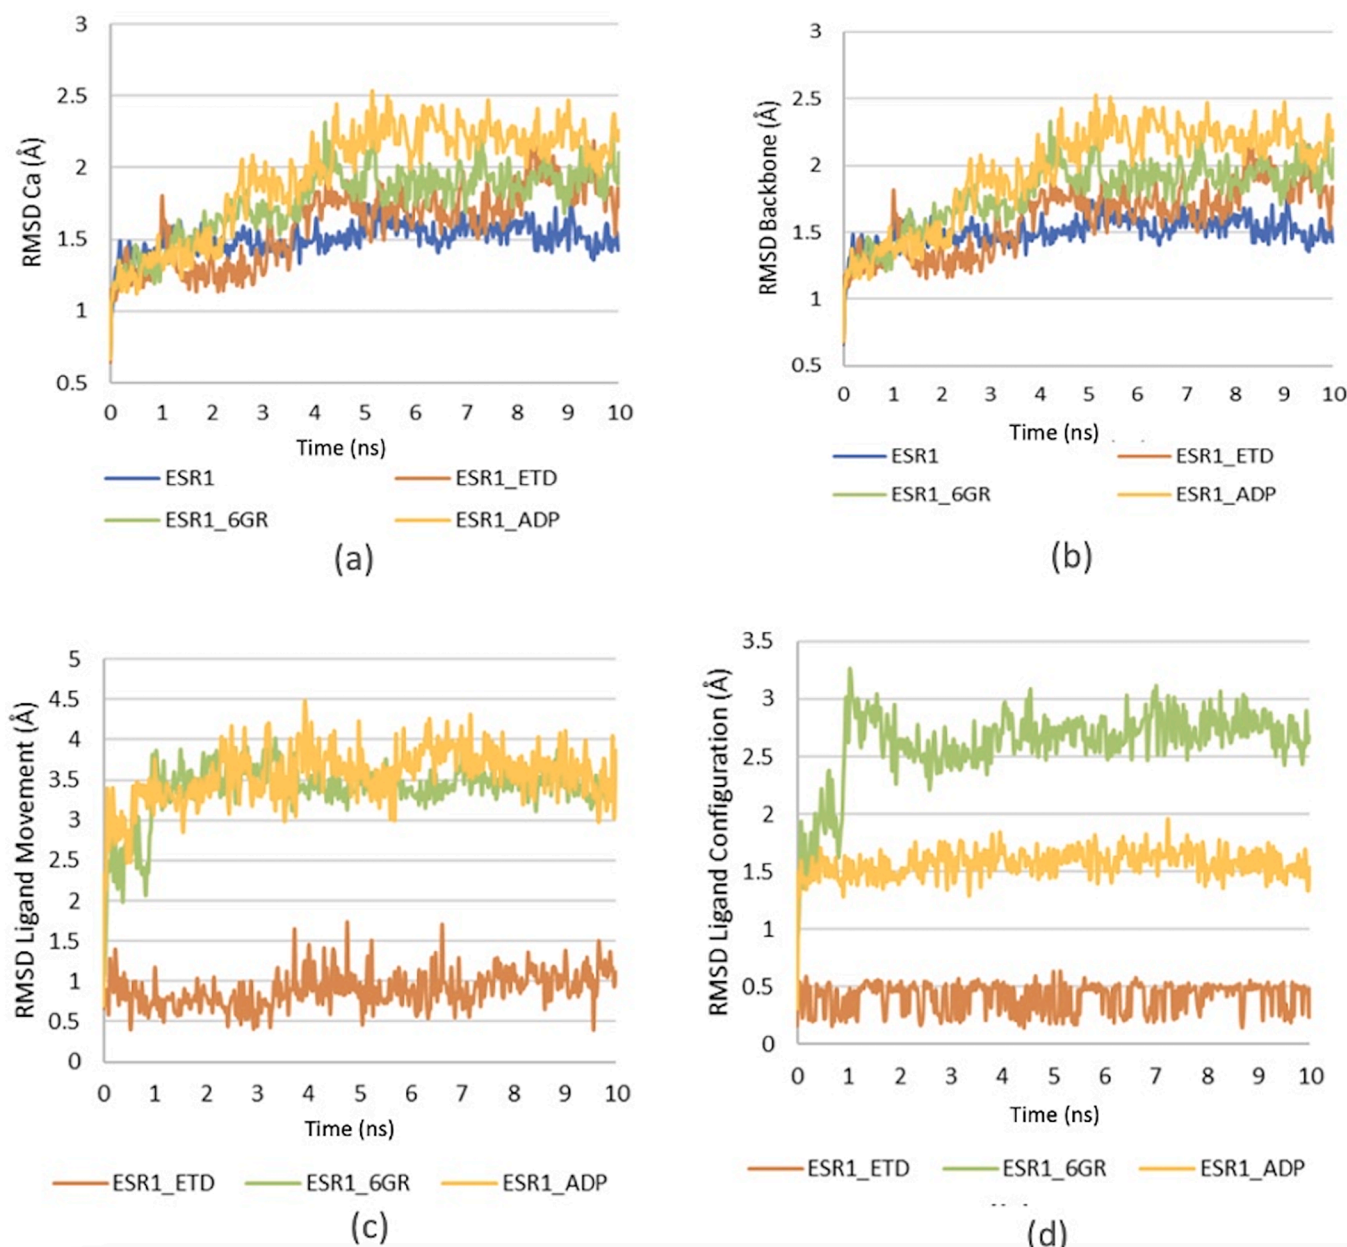 3
2.5
2
1.5
1
0.5
RMSD Ca (Å)
0 1 2 3 4 5 6 7 8 9 10
Time (ns)
ESR1 ESR1_ETD
ESR1_6GR ESR1_ADP
(a)
3
2.5
2
1.5
1
0.5
RMSD Backbone (Å)
0 1 2 3 4 5 6 7 8 9 10
Time (ns)
ESR1 ESR1_ETD
ESR1_6GR ESR1_ADP
(b)
5
4.5
4
3.5
3
2.5
2
1.5
1
0.5
0
RMSD Ligand Movement (Å)
0 1 2 3 4 5 6 7 8 9 10
Time (ns)
ESR1_ETD ESR1_6GR ESR1_ADP
(c)
3.5
3
2.5
2
1.5
1
0.5
0
RMSD Ligand Configuration (Å)
0 1 2 3 4 5 6 7 8 9 10
Time (ns)
ESR1_ETD ESR1_6GR ESR1_ADP
(d)